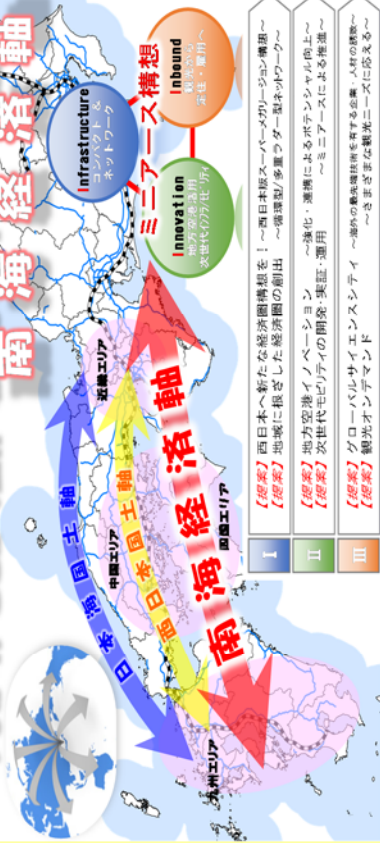 南海経済軸
Infrastructure
コンパクト &
ネットワーク
Inbound
観光から
定住・雇用へ
Innovation
地方空港活用
次世代インフラ/モビリティ
ミニアース構想
近畿エリア
中国エリア
四国エリア
九州エリア
日本海国土軸
西日本国土軸
南海経済軸
Ⅰ
【提案】西日本へ新たな経済圏構想を！～西日本版スーパーメガリージョン構想～
【提案】地域に根ざした経済圏の創出 ～循環型/多重ラダー型ネットワーク～
Ⅱ
【提案】地方空港イノベーション ～強化・連携によるポテンシャル向上～
【提案】次世代モビリティの開発・実証・運用 ～ミニアースによる推進～
Ⅲ
【提案】グローバルサイエンスシティ ～海外の最先端技術を有する企業、人材の誘致～
【提案】観光オンデマンド ～さまざまな観光ニーズに応える～